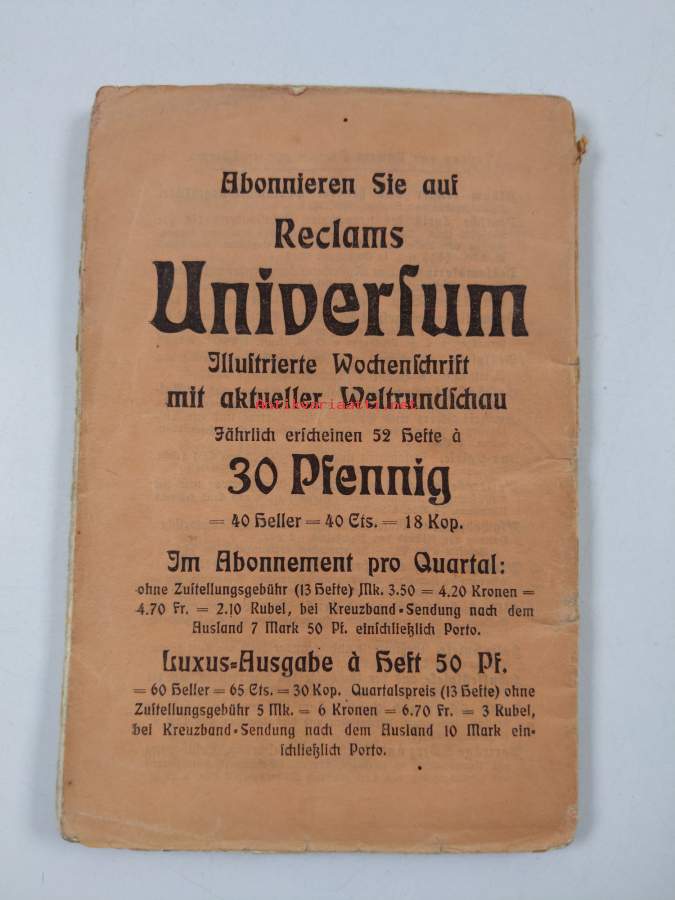 Abonnieren Sie auf
Reclams
Univerſum
Illuſtrierte Wochenſchrift
mit aktueller Weltrundſchau
antikvariaatti.net
Jährlich erſcheinen 52 Hefte à
30 Pfennig
= 40 Heller = 40 Cts. = 18 Kop.
Im Abonnement pro Quartal:
ohne Zuſtellungsgebühr (13 Hefte) Mk. 3.50 = 4.20 Kronen =
4.70 Fr. = 2.10 Rubel, bei Kreuzband-Sendung nach dem
Ausland 7 Mark 50 Pf. einſchließlich Porto.
Luxus-Ausgabe à Heft 50 Pf.
= 60 Heller = 65 Cts. = 30 Kop. Quartalspreis (13 Hefte) ohne
Zuſtellungsgebühr 5 Mk. = 6 Kronen = 6.70 Fr. = 3 Rubel,
bei Kreuzband-Sendung nach dem Ausland 10 Mark ein-
ſchließlich Porto.